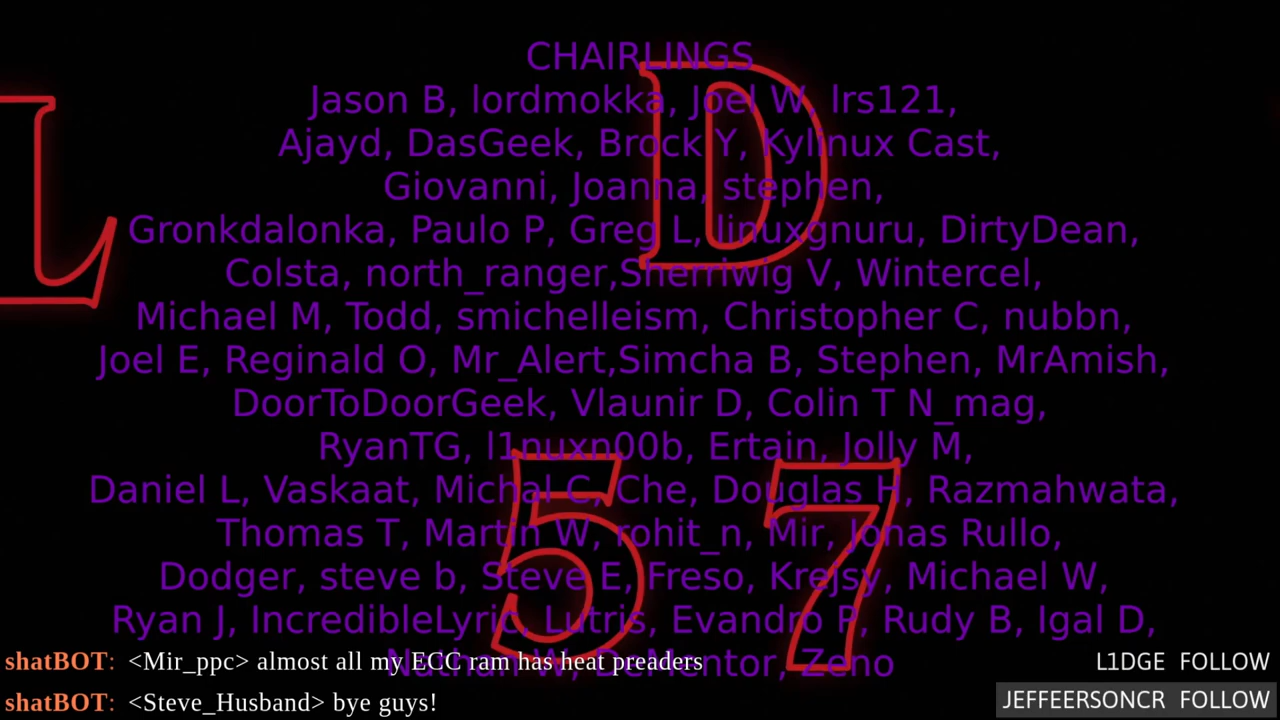 CHAIRLINGS
Jason B, lordmokka, Joel W, lrs121,
Ajayd, DasGeek, Brock Y, Kylinux Cast,
Giovanni, Joanna, stephen,
Gronkdalonka, Paulo P, Greg L, linuxgnuru, DirtyDean,
Colsta, north_ranger,Sherriwig V, Wintercel,
Michael M, Todd, smichelleism, Christopher C, nubbn,
Joel E, Reginald O, Mr_Alert,Simcha B, Stephen, MrAmish,
DoorToDoorGeek, Vlaunir D, Colin T N_mag,
RyanTG, l1nuxn00b, Ertain, Jolly M,
Daniel L, Vaskaat, Michal C, Che, Douglas H, Razmahwata,
Thomas T, Martin W, rohit_n, Mir, Jonas Rullo,
Dodger, steve b, Steve E, Freso, Krejsy, Michael W,
Ryan J, IncredibleLyric, Lutris, Evandro P, Rudy B, Igal D,
Nathan W, DeMentor, Zeno
L D
5 7
shatBOT: <Mir_ppc> almost all my ECC ram has heat preaders
shatBOT: <Steve_Husband> bye guys!
L1DGE FOLLOW
JEFFEERSONCR FOLLOW